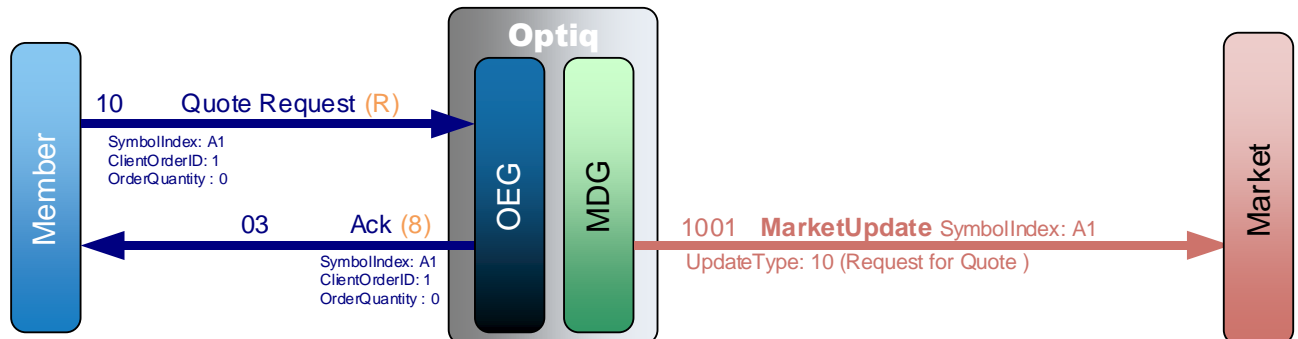 Optiq
Member
10 Quote Request (R)
SymbolIndex: A1
ClientOrderID: 1
OrderQuantity : 0
03 Ack (8)
SymbolIndex: A1
ClientOrderID: 1
OrderQuantity : 0
OEG
MDG
1001 MarketUpdate SymbolIndex: A1
UpdateType: 10 (Request for Quote )
Market